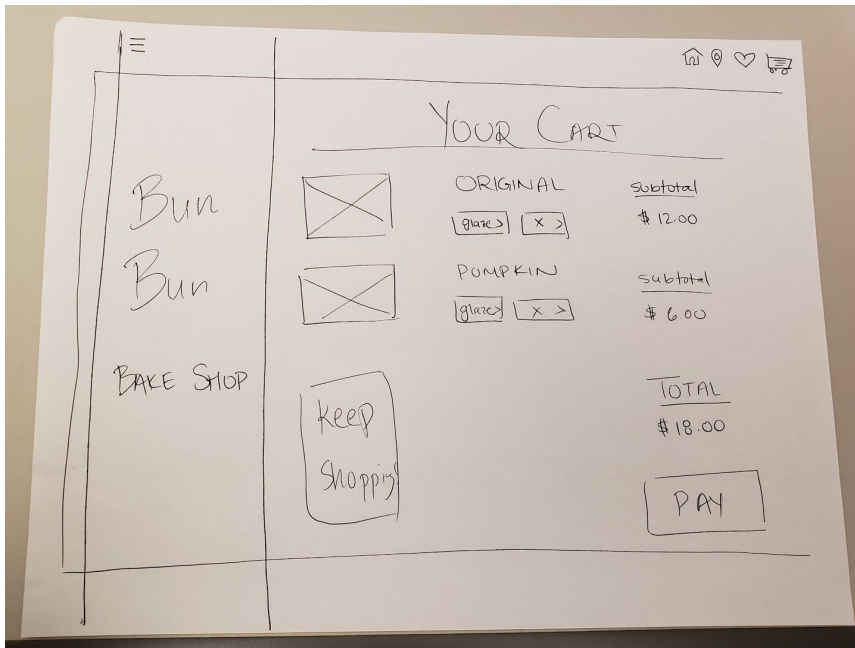 YOUR CART
Bun
Bun
BAKE SHOP
ORIGINAL
glaze > x >
subtotal
$ 12.00
PUMPKIN
glaze > x >
subtotal
$ 6.00
Keep
Shopping
TOTAL
$ 18.00
PAY